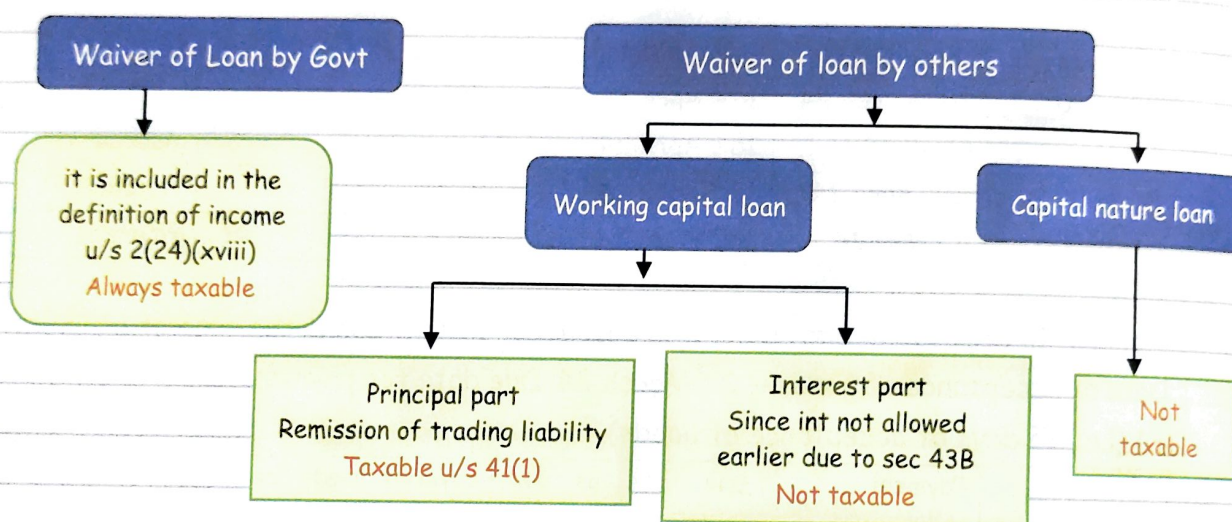 Waiver of Loan by Govt
it is included in the
definition of income
u/s 2(24)(xviii)
Always taxable
Waiver of loan by others
Working capital loan
Capital nature loan
Principal part
Remission of trading liability
Taxable u/s 41(1)
Interest part
Since int not allowed
earlier due to sec 43B
Not taxable
Not
taxable